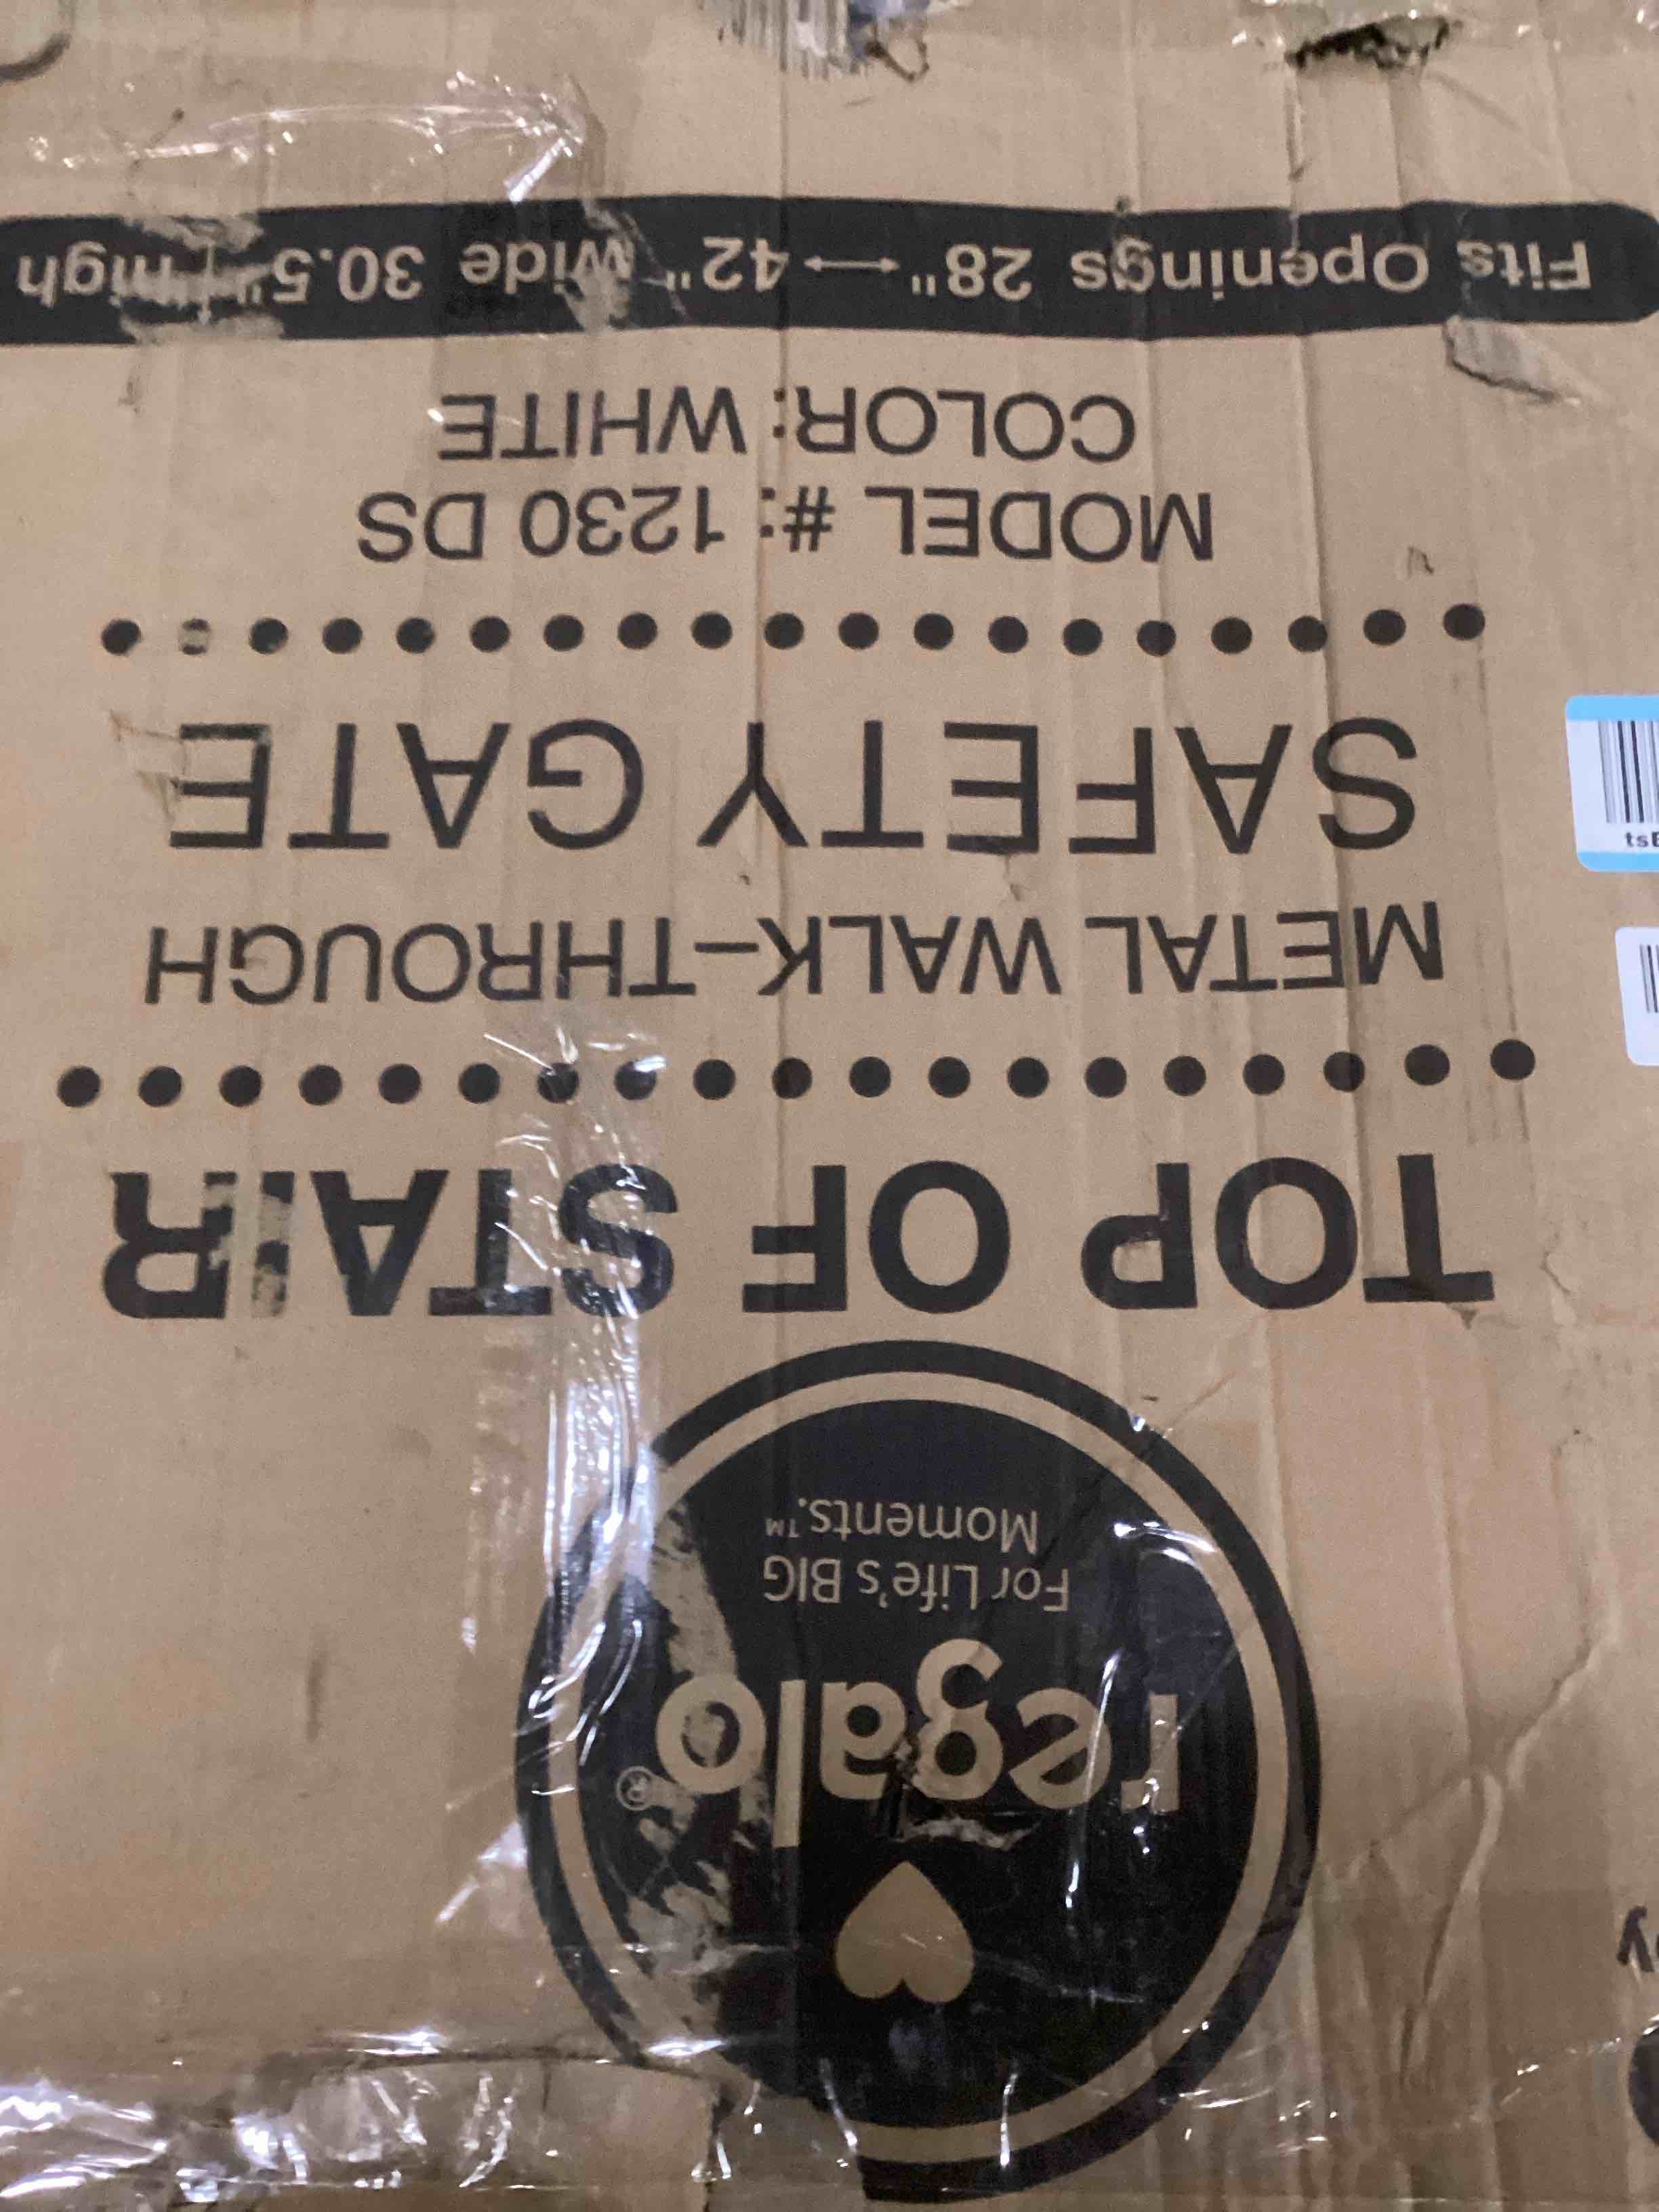 regalo®
For Life's BIG
Moments.™
TOP OF STAIR
METAL WALK-THROUGH
SAFETY GATE
MODEL #: 1230 DS
COLOR: WHITE
Fits Openings 28" ⟷ 42" wide 30.5" high